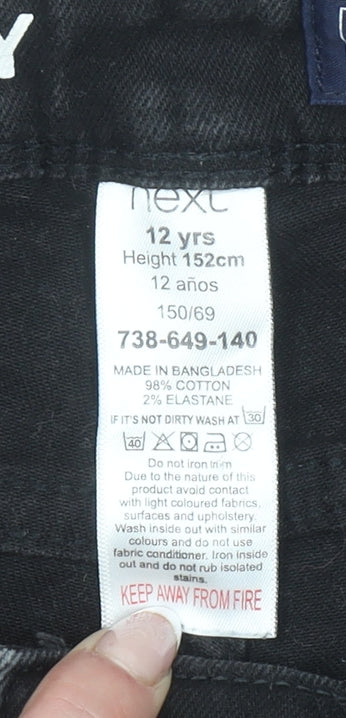 Y
next
12 yrs
Height 152cm
12 años
150/69
738-649-140
MADE IN BANGLADESH
98% COTTON
2% ELASTANE
IF IT'S NOT DIRTY WASH AT 30
40
Do not iron trim
Due to the nature of this
product avoid contact
with light coloured fabrics,
surfaces and upholstery.
Wash inside out with similar
colours and do not use
fabric conditioner. Iron inside
out and do not rub isolated
stains.
KEEP AWAY FROM FIRE